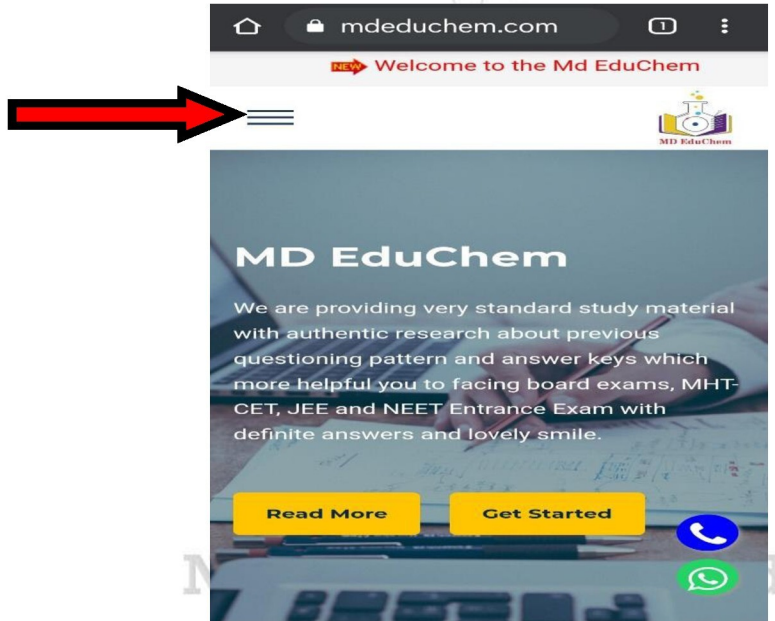 mdeduchem.com
1
NEW Welcome to the Md EduChem
MD EduChem
MD EduChem
We are providing very standard study material
with authentic research about previous
questioning pattern and answer keys which
more helpful you to facing board exams, MHT-
CET, JEE and NEET Entrance Exam with
definite answers and lovely smile.
Read More
Get Started